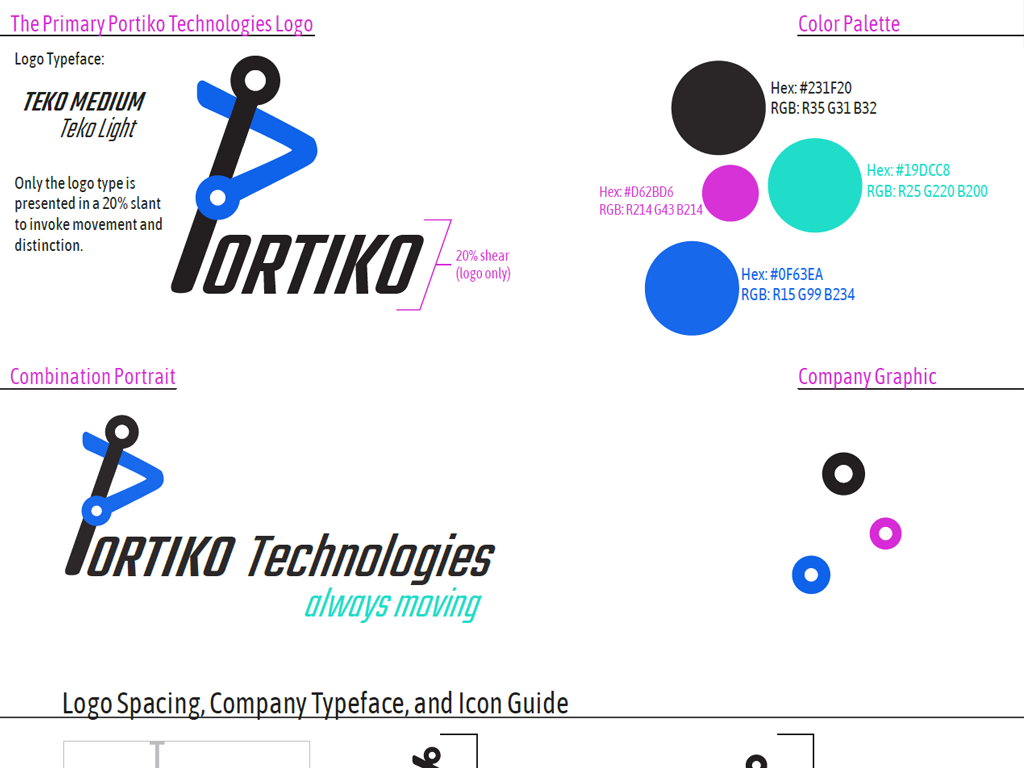 The Primary Portiko Technologies Logo
Logo Typeface:
TEKO MEDIUM
Teko Light
Only the logo type is
presented in a 20% slant
to invoke movement and
distinction.
PORTIKO
20% shear
(logo only)
Color Palette
Hex: #231F20
RGB: R35 G31 B32
Hex: #19DCC8
RGB: R25 G220 B200
Hex: #D62BD6
RGB: R214 G43 B214
Hex: #0F63EA
RGB: R15 G99 B234
Combination Portrait
PORTIKO Technologies
always moving
Company Graphic
Logo Spacing, Company Typeface, and Icon Guide